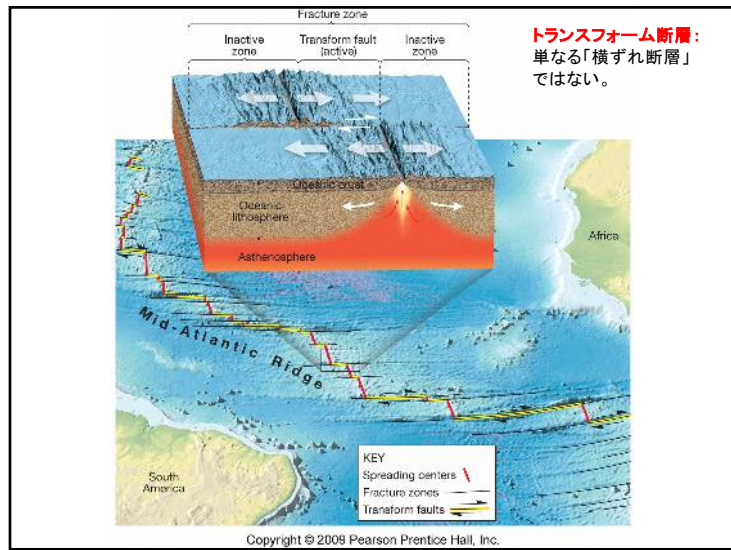 Fracture zone
Inactive
zone
Transform fault
(active)
Inactive
zone
トランスフォーム断層：
単なる「横ずれ断層」
ではない。
Oceanic crust
Oceanic
lithosphere
Asthenosphere
Africa
Mid-Atlantic Ridge
South
America
KEY
Spreading centers
Fracture zones
Transform faults
Copyright © 2009 Pearson Prentice Hall, Inc.